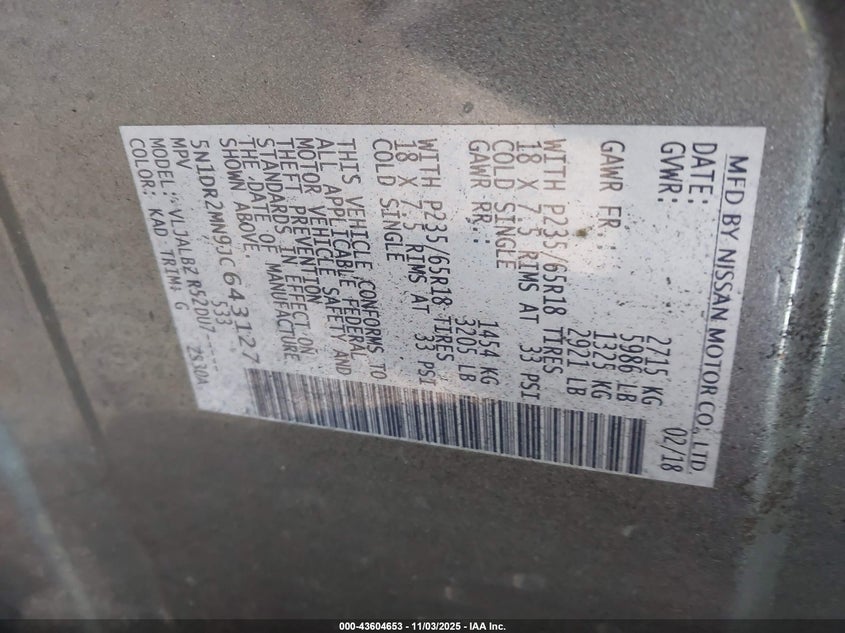 MFD BY NISSAN MOTOR CO., LTD.
DATE: 02/18
GVWR: 2715 KG
5986 LB
GAWR FR.: 1325 KG
2921 LB
WITH P235/65R18 TIRES
18 X 7.5 RIMS AT 33 PSI
COLD SINGLE
GAWR RR.: 1454 KG
3205 LB
WITH P235/65R18 TIRES
18 X 7.5 RIMS AT 33 PSI
COLD SINGLE
THIS VEHICLE CONFORMS TO
ALL APPLICABLE FEDERAL
MOTOR VEHICLE SAFETY AND
THEFT PREVENTION
STANDARDS IN EFFECT ON
THE DATE OF MANUFACTURE
SHOWN ABOVE.
5N1DR2MN9JC643127
MPV 533
MODEL: VLJALBZ R52DU7----
COLOR: KAD TRIM: G 2830A
000-43604653 - 11/03/2025 - IAA Inc.